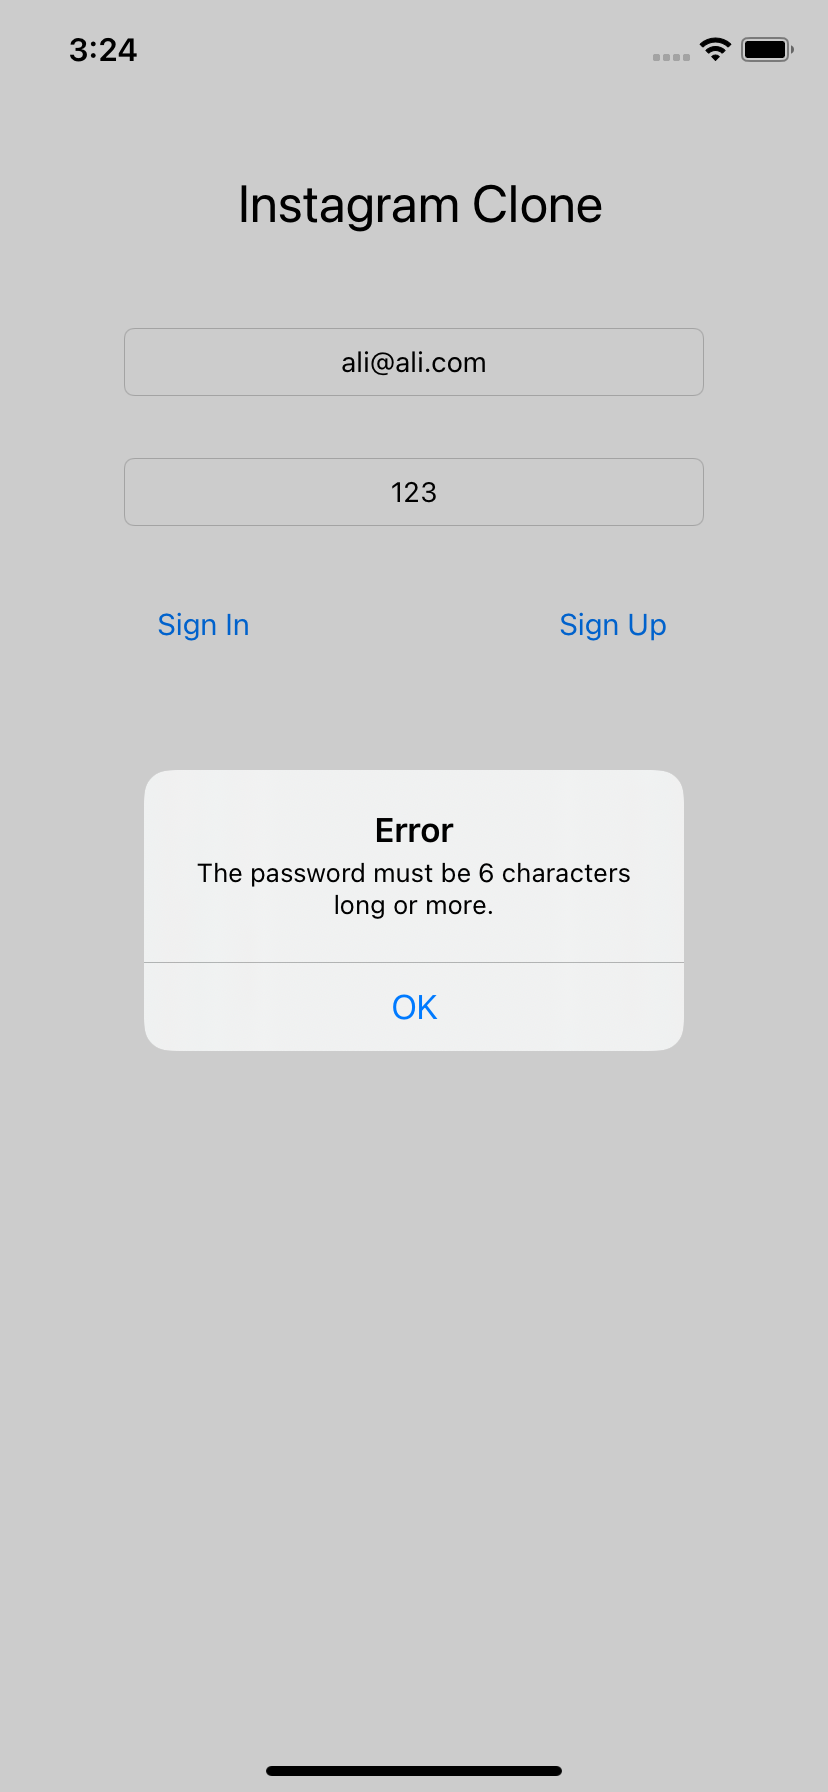 3:24
Instagram Clone
ali@ali.com
123
Sign In
Sign Up
Error
The password must be 6 characters
long or more.
OK